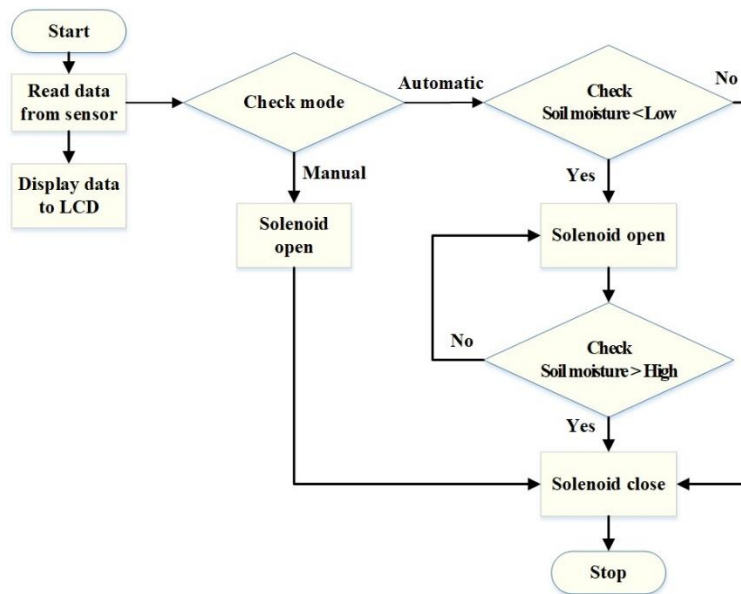 Start
Read data
from sensor
Display data
to LCD
Check mode
Automatic
Manual
Solenoid
open
Check
Soil moisture < Low
No
Yes
Solenoid open
No
Check
Soil moisture > High
Yes
Solenoid close
Stop